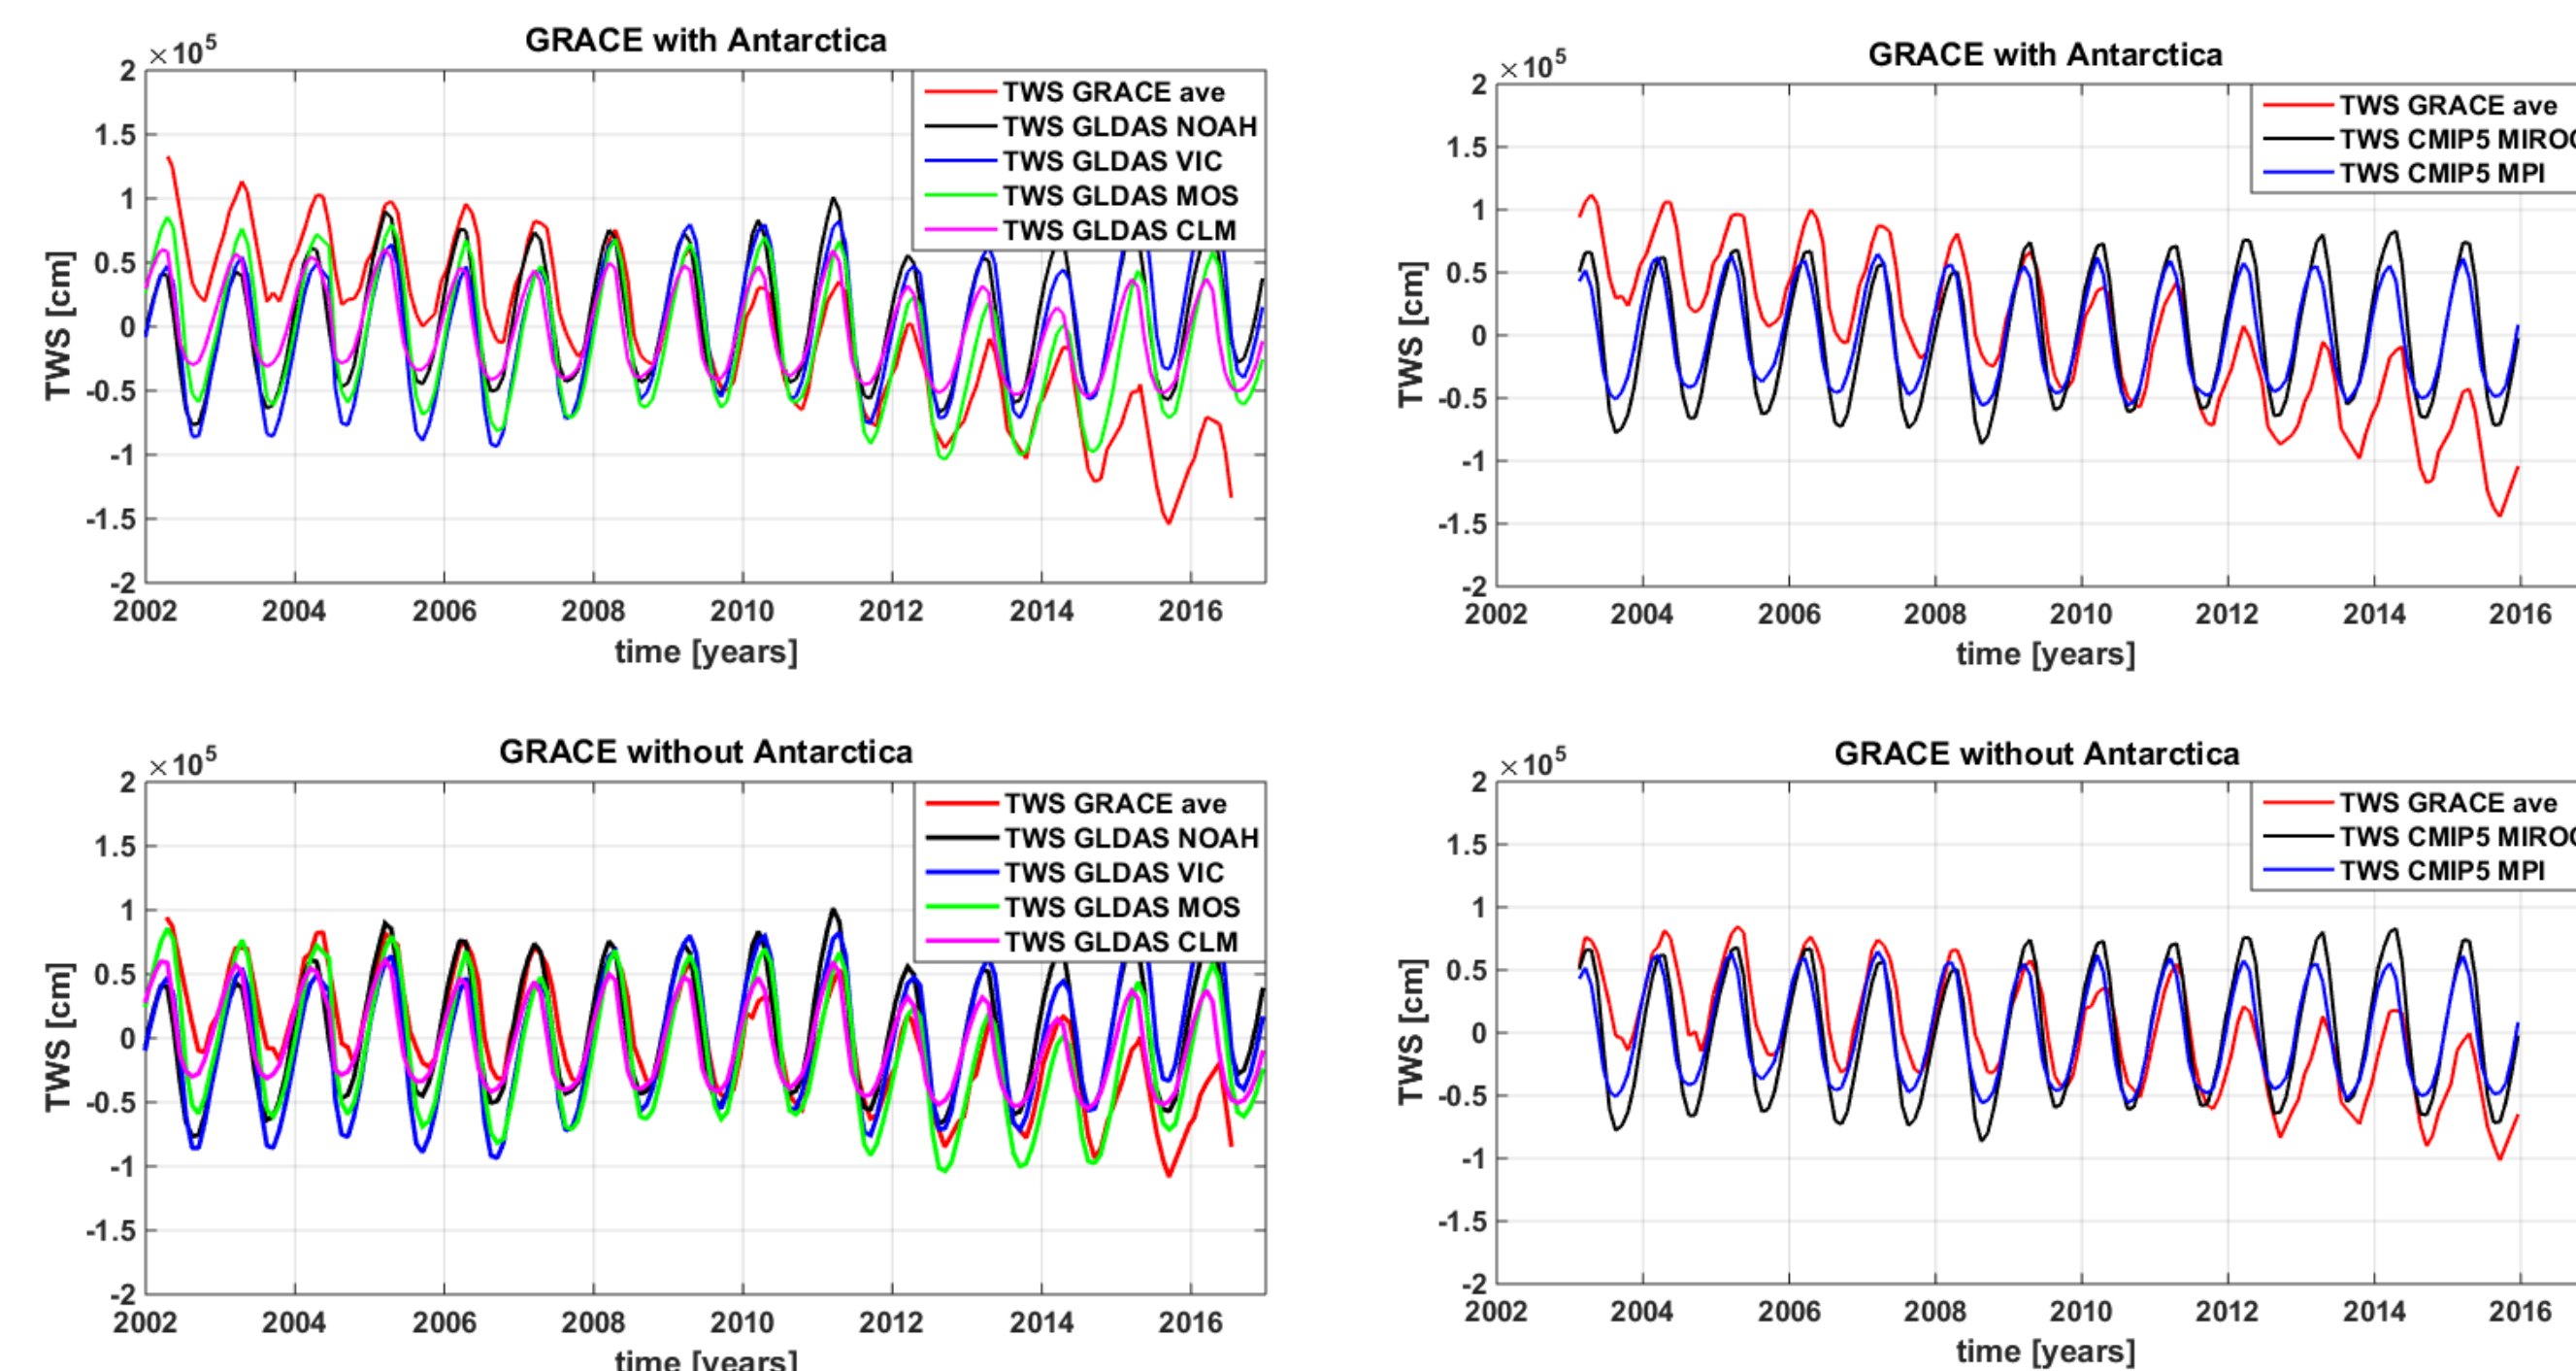 GRACE with Antarctica
×10^5
2
1.5
1
0.5
0
-0.5
-1
-1.5
-2
TWS [cm]
TWS GRACE ave
TWS GLDAS NOAH
TWS GLDAS VIC
TWS GLDAS MOS
TWS GLDAS CLM
2002 2004 2006 2008 2010 2012 2014 2016
time [years]
GRACE with Antarctica
×10^5
2
1.5
1
0.5
0
-0.5
-1
-1.5
-2
TWS [cm]
TWS GRACE ave
TWS CMIP5 MIROC
TWS CMIP5 MPI
2002 2004 2006 2008 2010 2012 2014 2016
time [years]
GRACE without Antarctica
×10^5
2
1.5
1
0.5
0
-0.5
-1
-1.5
-2
TWS [cm]
TWS GRACE ave
TWS GLDAS NOAH
TWS GLDAS VIC
TWS GLDAS MOS
TWS GLDAS CLM
2002 2004 2006 2008 2010 2012 2014 2016
time [years]
GRACE without Antarctica
×10^5
2
1.5
1
0.5
0
-0.5
-1
-1.5
-2
TWS [cm]
TWS GRACE ave
TWS CMIP5 MIROC
TWS CMIP5 MPI
2002 2004 2006 2008 2010 2012 2014 2016
time [years]